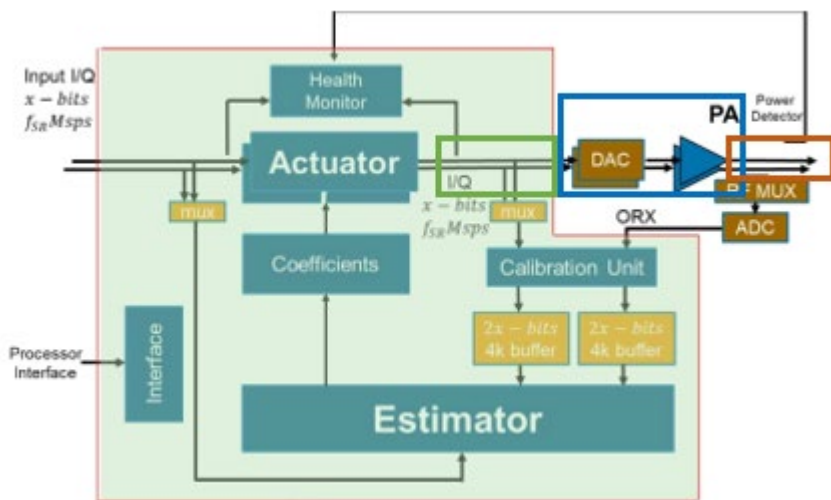 Input I/Q
x − bits
f_SR Msps
Health
Monitor
PA
Power
Detector
Actuator
DAC
I/Q
x − bits
f_SR Msps
mux
mux
RF MUX
ORX
ADC
Coefficients
Calibration Unit
2x − bits
4k buffer
2x − bits
4k buffer
Processor
Interface
Interface
Estimator